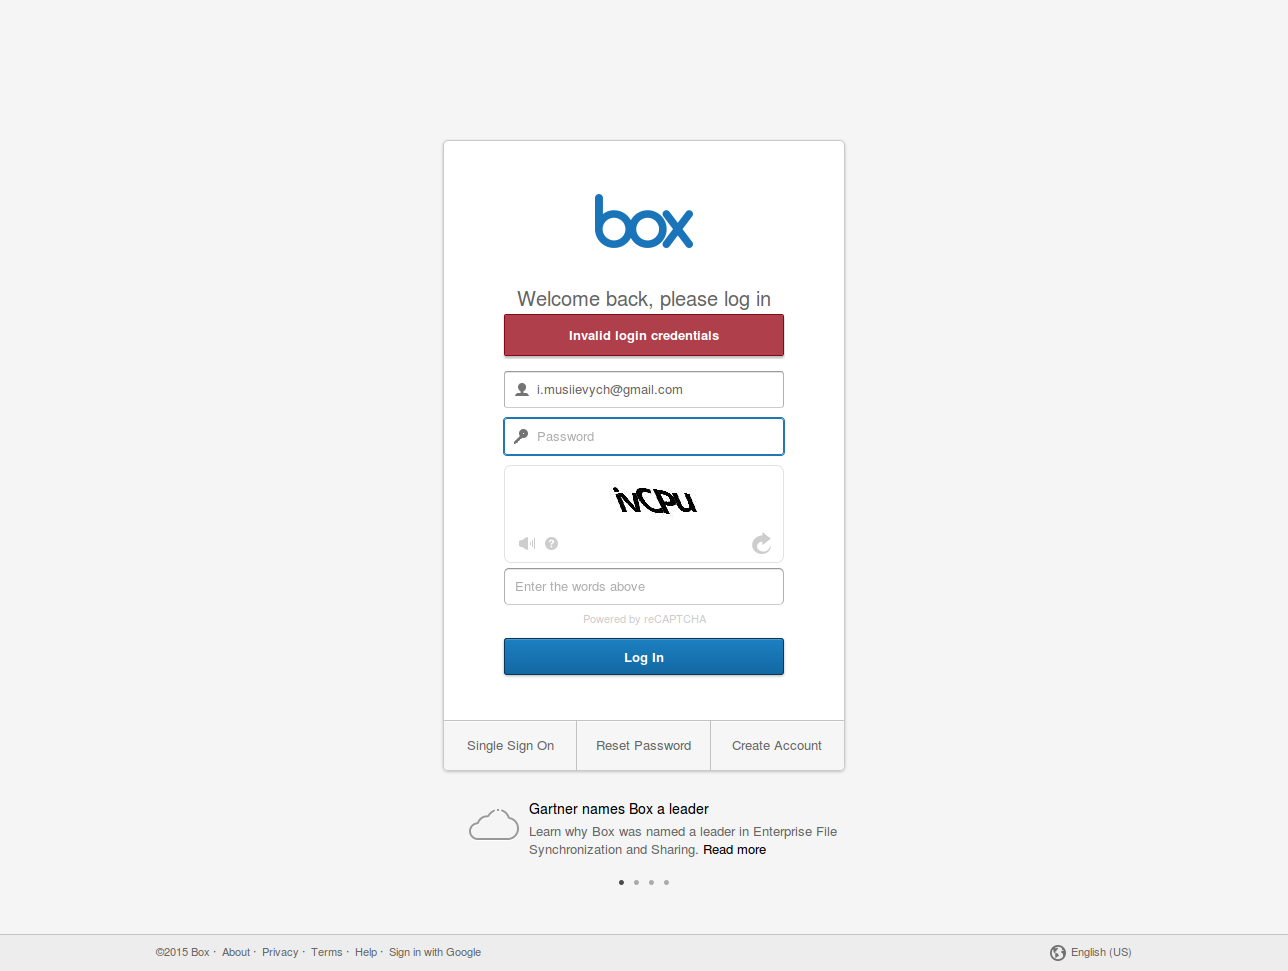 box
Welcome back, please log in
Invalid login credentials
i.musiievych@gmail.com
Password
ivCPU
Enter the words above
Powered by reCAPTCHA
Log In
Single Sign On
Reset Password
Create Account
Gartner names Box a leader
Learn why Box was named a leader in Enterprise File
Synchronization and Sharing. Read more
©2015 Box · About · Privacy · Terms · Help · Sign in with Google
English (US)